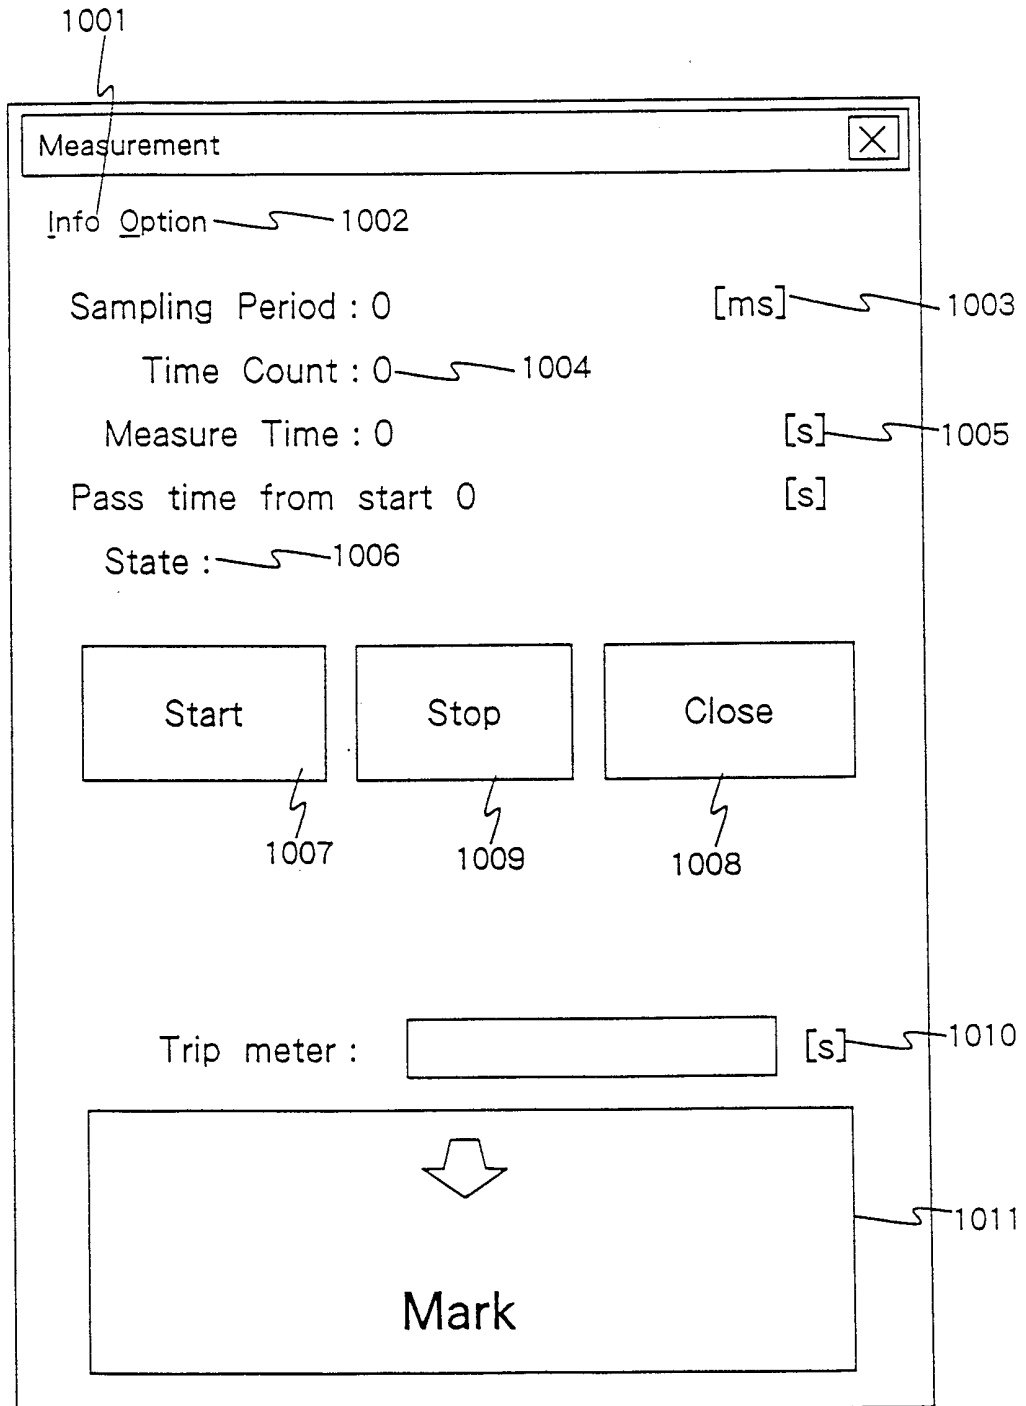 1001
Measurement
Info Option 1002
Sampling Period : 0 [ms] 1003
Time Count : 0 1004
Measure Time : 0 [s] 1005
Pass time from start 0 [s]
State : 1006
Start Stop Close
1007 1009 1008
Trip meter : [s] 1010
1011
Mark